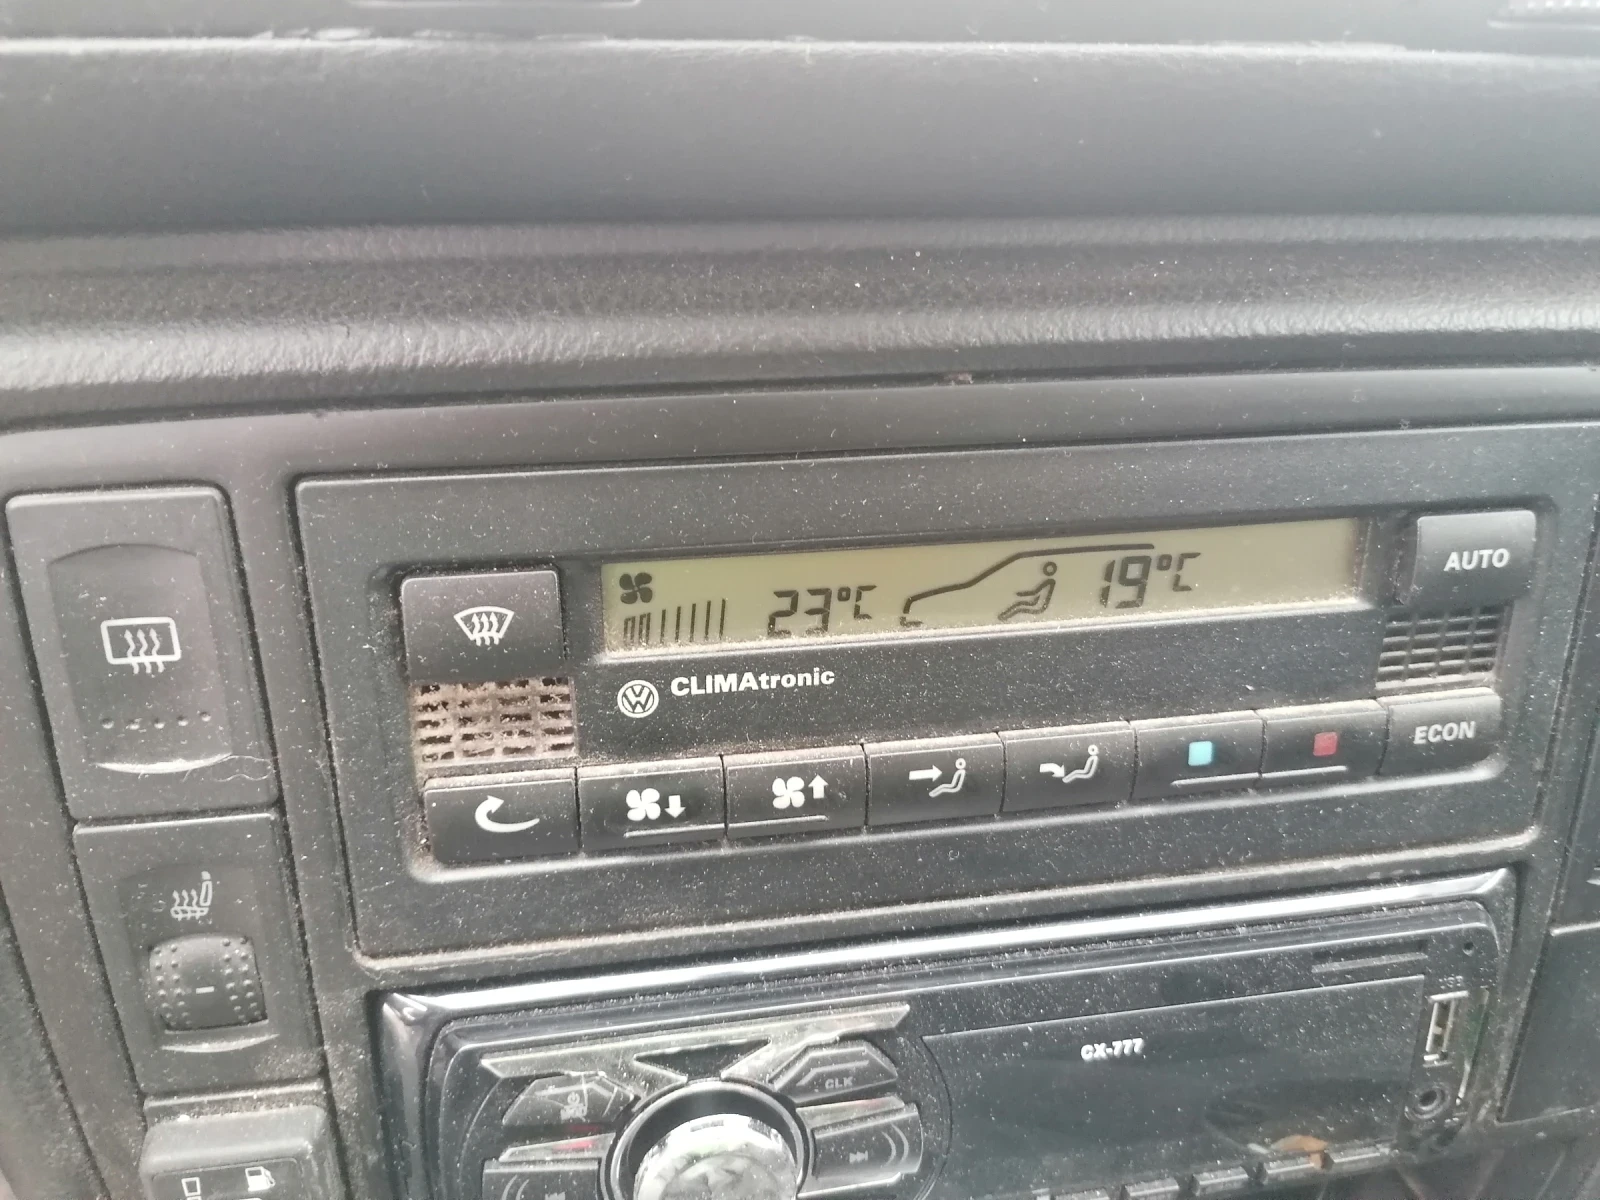 23°C 19°C
AUTO
CLIMAtronic
ECON
CX-777
CLK